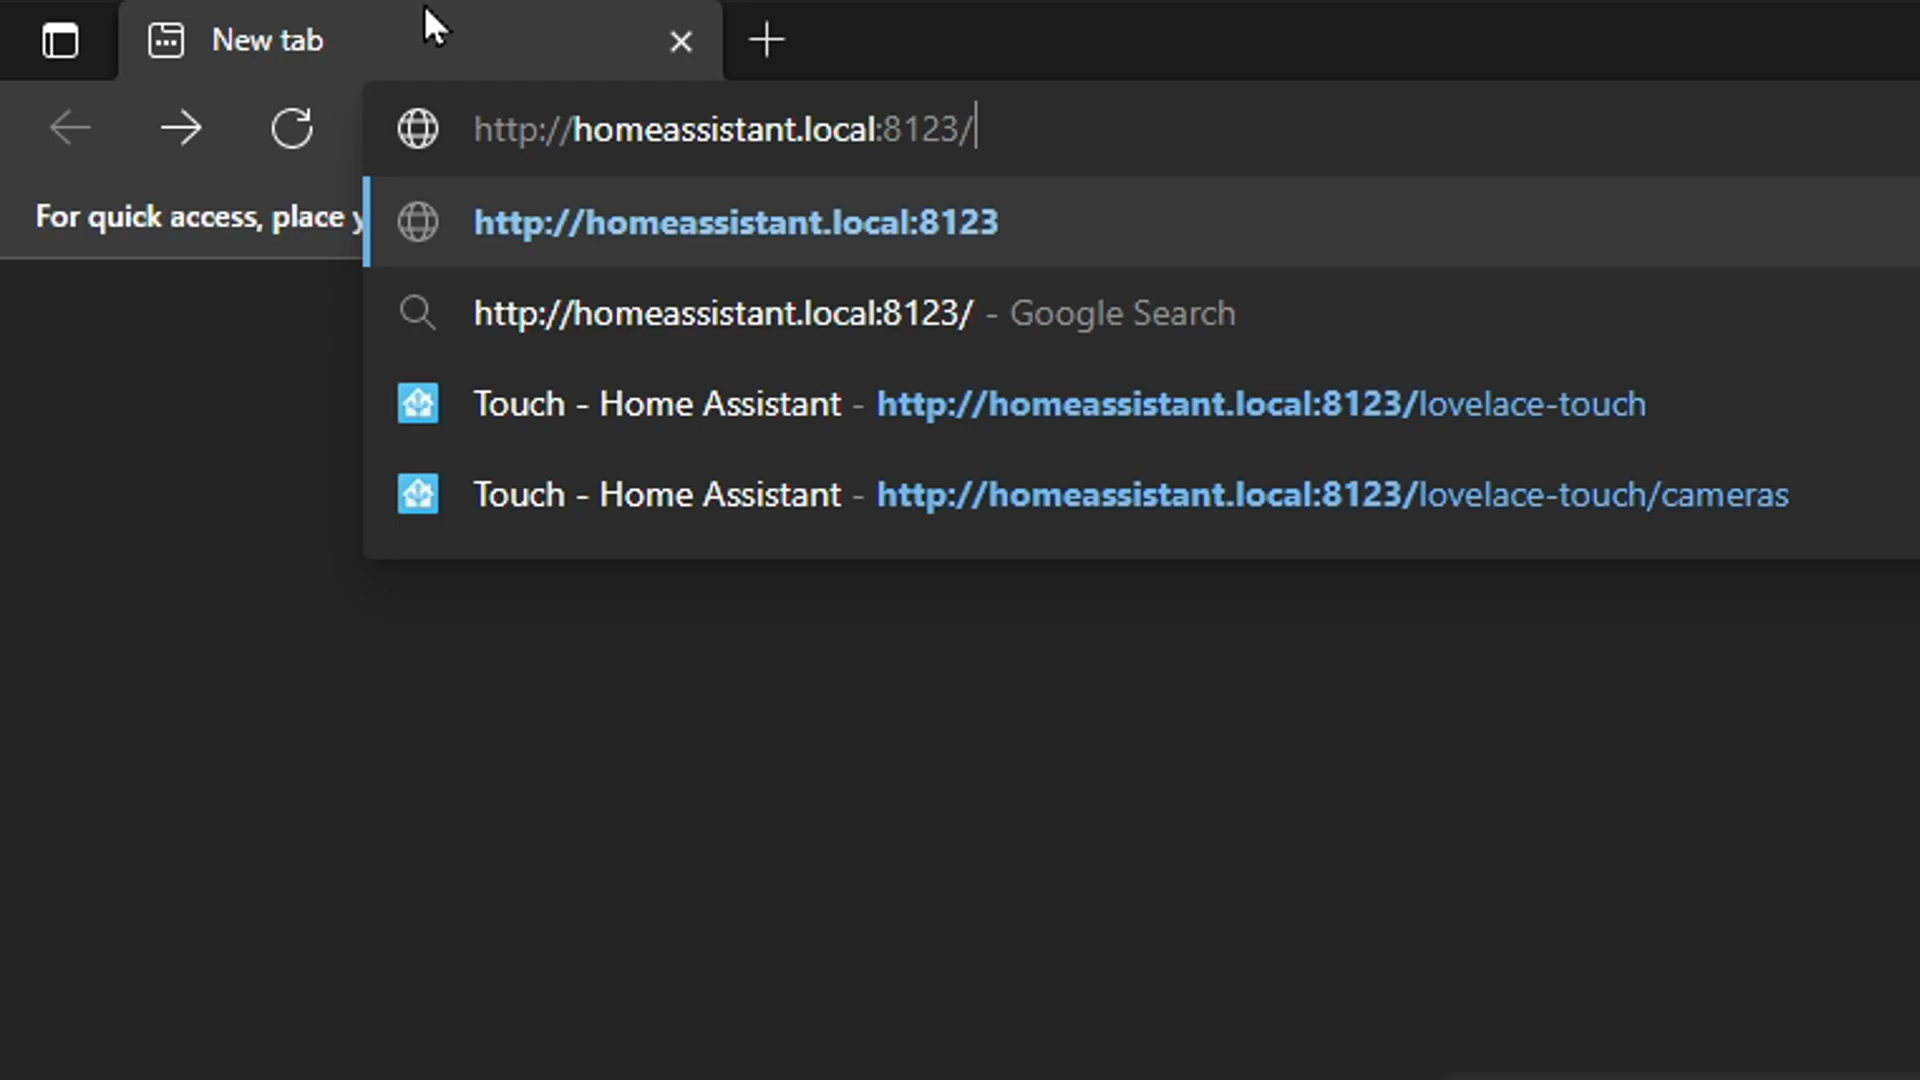 New tab
http://homeassistant.local:8123/
For quick access, place y
http://homeassistant.local:8123
http://homeassistant.local:8123/ - Google Search
Touch - Home Assistant - http://homeassistant.local:8123/lovelace-touch
Touch - Home Assistant - http://homeassistant.local:8123/lovelace-touch/cameras